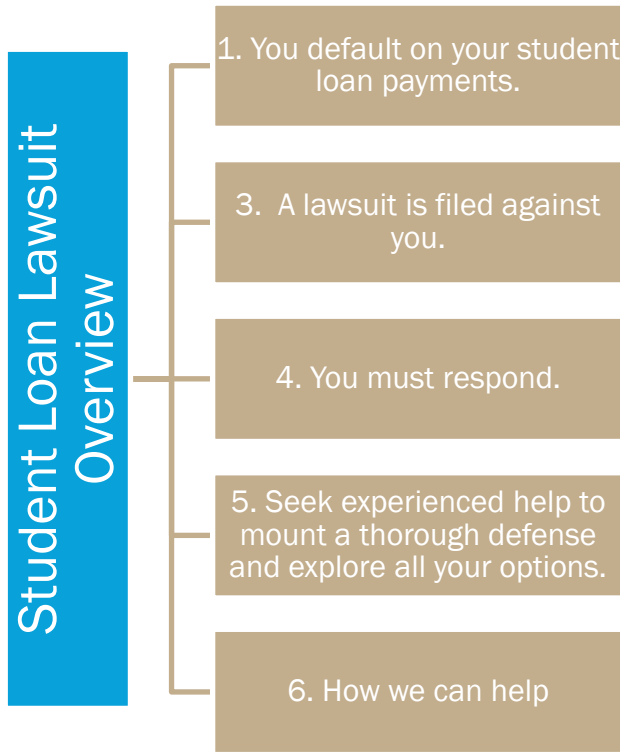 Student Loan Lawsuit
Overview
1. You default on your student
loan payments.
3.  A lawsuit is filed against
you.
4. You must respond.
5. Seek experienced help to
mount a thorough defense
and explore all your options.
6. How we can help